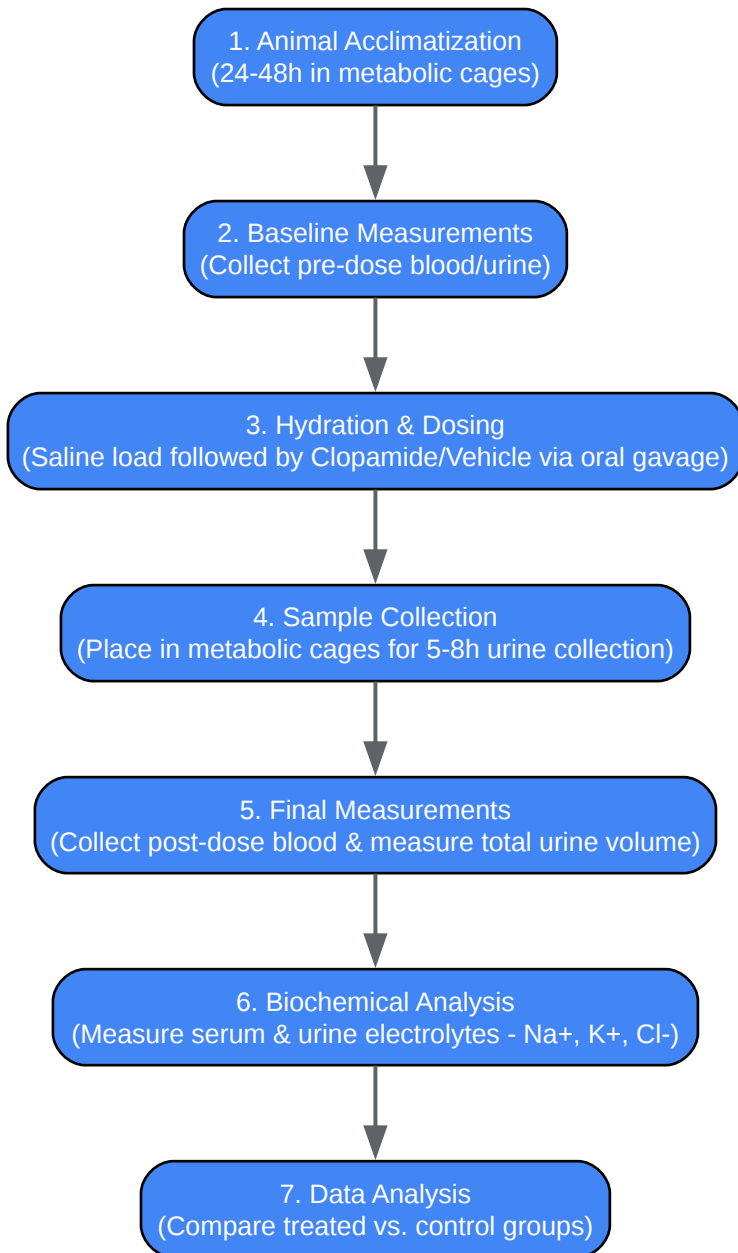 1. Animal Acclimatization
(24-48h in metabolic cages)
2. Baseline Measurements
(Collect pre-dose blood/urine)
3. Hydration & Dosing
(Saline load followed by Clopamide/Vehicle via oral gavage)
4. Sample Collection
(Place in metabolic cages for 5-8h urine collection)
5. Final Measurements
(Collect post-dose blood & measure total urine volume)
6. Biochemical Analysis
(Measure serum & urine electrolytes - Na+, K+, Cl-)
7. Data Analysis
(Compare treated vs. control groups)